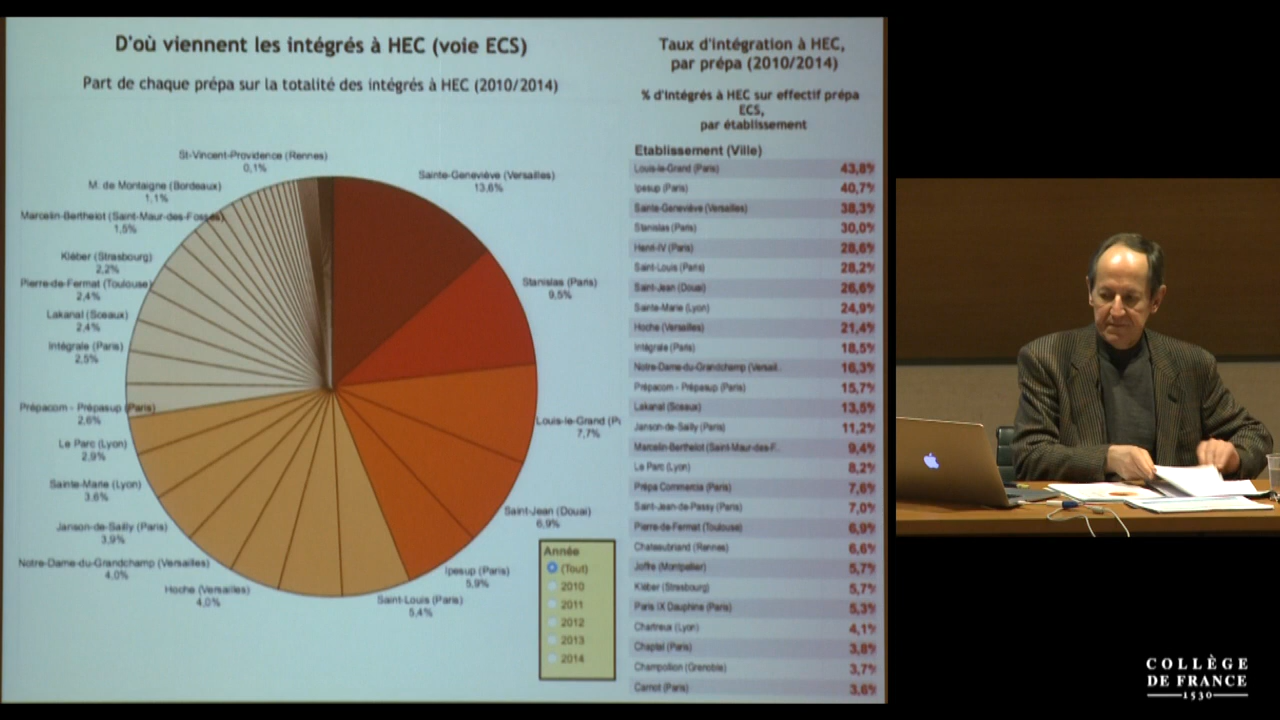 D'où viennent les intégrés à HEC (voie ECS)
Part de chaque prépa sur la totalité des intégrés à HEC (2010/2014)
St-Vincent-Providence (Rennes)
0,1%
M. de Montaigne (Bordeaux)
1,1%
Marcelin-Berthelot (Saint-Maur-des-Fossés)
1,5%
Kléber (Strasbourg)
2,2%
Pierre-de-Fermat (Toulouse)
2,4%
Lakanal (Sceaux)
2,4%
Intégrale (Paris)
2,5%
Prépacom - Prépasup (Paris)
2,6%
Le Parc (Lyon)
2,9%
Sainte-Marie (Lyon)
3,6%
Janson-de-Sailly (Paris)
3,9%
Notre-Dame-du-Grandchamp (Versailles)
4,0%
Hoche (Versailles)
4,0%
Saint-Louis (Paris)
5,4%
Ipesup (Paris)
5,9%
Saint-Jean (Douai)
6,9%
Louis-le-Grand (P
7,7%
Stanislas (Paris)
9,5%
Sainte-Geneviève (Versailles)
13,6%
Année
(Tout)
2010
2011
2012
2013
2014
Taux d'intégration à HEC,
par prépa (2010/2014)
% d'intégrés à HEC sur effectif prépa
ECS,
par établissement
Etablissement (Ville)
Louis-le-Grand (Paris) 43,8%
Ipesup (Paris) 40,7%
Sainte-Geneviève (Versailles) 38,3%
Stanislas (Paris) 30,0%
Henri-IV (Paris) 28,6%
Saint-Louis (Paris) 28,2%
Saint-Jean (Douai) 26,6%
Sainte-Marie (Lyon) 24,9%
Hoche (Versailles) 21,4%
Intégrale (Paris) 18,5%
Notre-Dame-du-Grandchamp (Versail.. 16,3%
Prépacom - Prépasup (Paris) 15,7%
Lakanal (Sceaux) 13,5%
Janson-de-Sailly (Paris) 11,2%
Marcelin-Berthelot (Saint-Maur-des-F.. 9,4%
Le Parc (Lyon) 8,2%
Prépa Commercia (Paris) 7,6%
Saint-Jean-de-Passy (Paris) 7,0%
Pierre-de-Fermat (Toulouse) 6,9%
Chateaubriand (Rennes) 6,6%
Joffre (Montpellier) 5,7%
Kléber (Strasbourg) 5,7%
Paris IX Dauphine (Paris) 5,3%
Chartreux (Lyon) 4,1%
Chaptal (Paris) 3,8%
Champollion (Grenoble) 3,7%
Carnot (Paris) 3,6%
COLLÈGE
DE FRANCE
1530